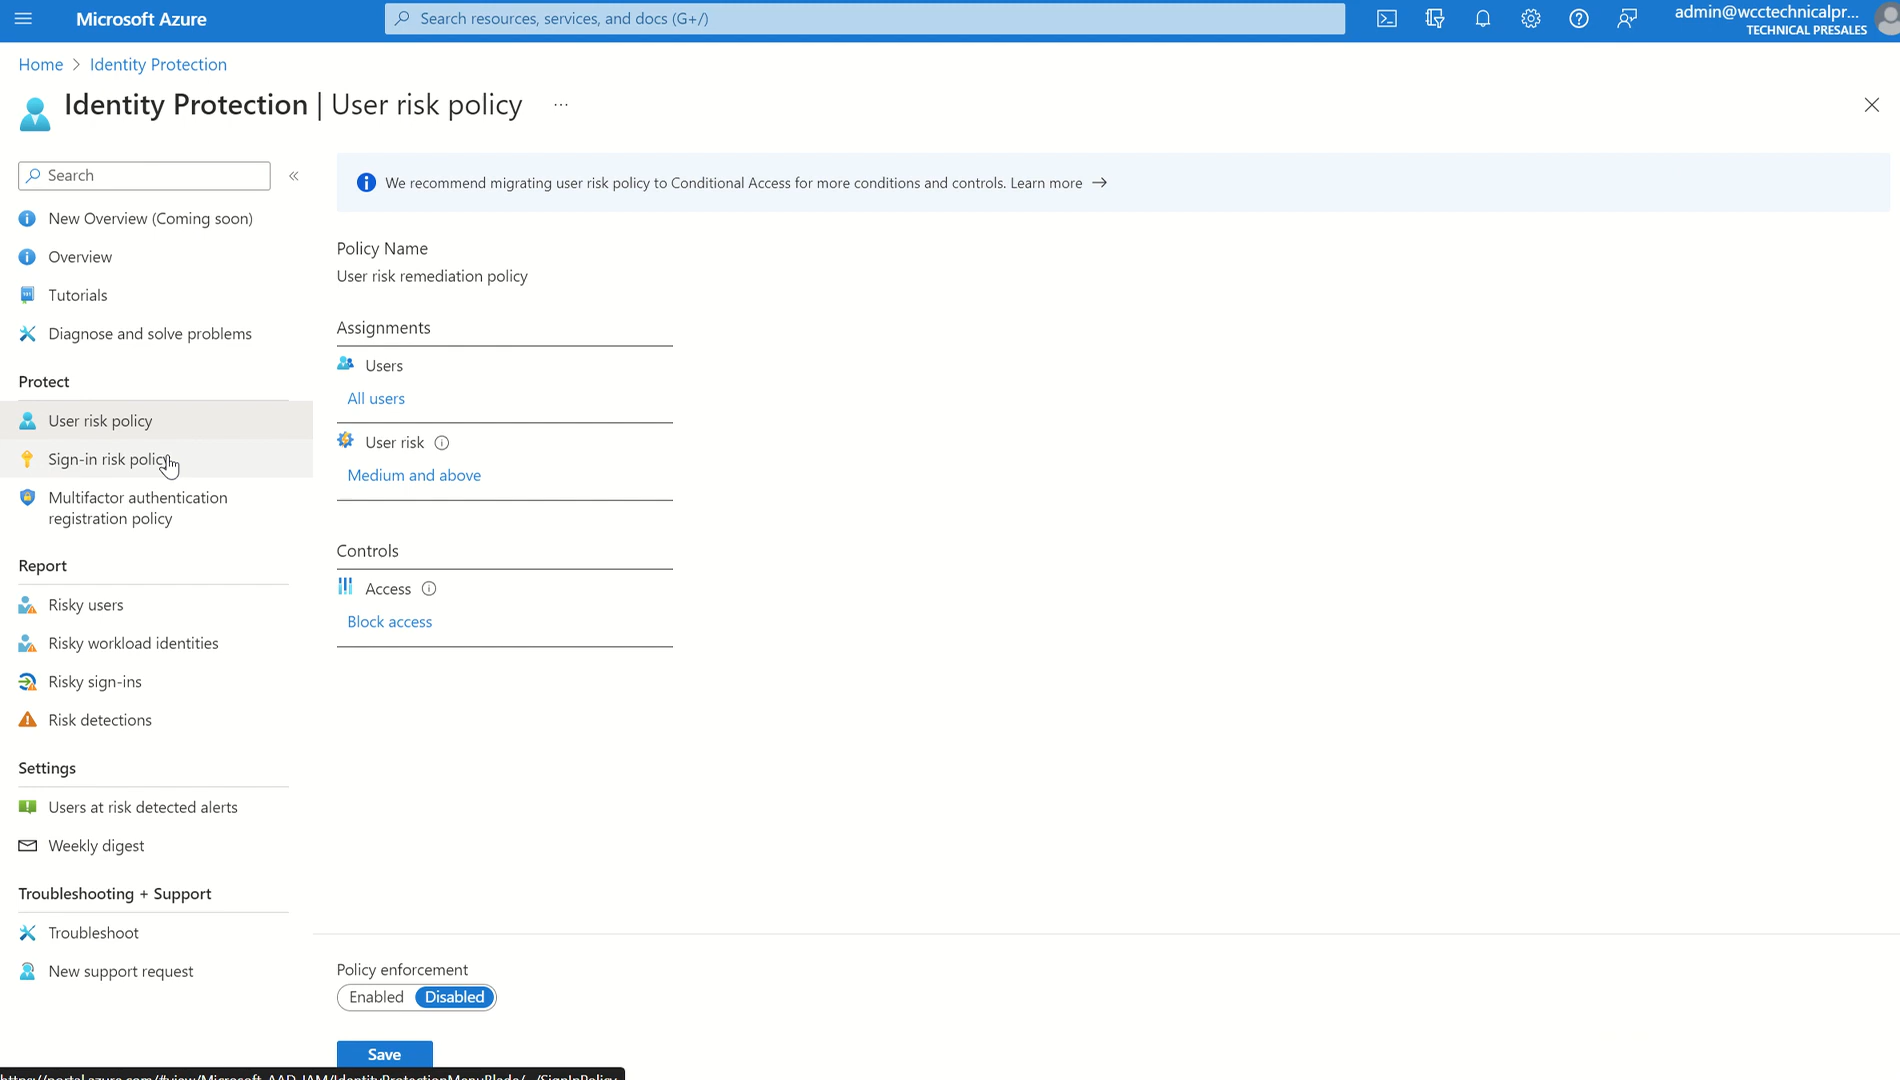 Microsoft Azure
Search resources, services, and docs (G+/)
admin@wcctechnicalpr...
TECHNICAL PRESALES
Home > Identity Protection
Identity Protection | User risk policy ...
Search
«
New Overview (Coming soon)
Overview
Tutorials
Diagnose and solve problems
Protect
User risk policy
Sign-in risk policy
Multifactor authentication
registration policy
Report
Risky users
Risky workload identities
Risky sign-ins
Risk detections
Settings
Users at risk detected alerts
Weekly digest
Troubleshooting + Support
Troubleshoot
New support request
We recommend migrating user risk policy to Conditional Access for more conditions and controls. Learn more →
Policy Name
User risk remediation policy
Assignments
Users
All users
User risk
Medium and above
Controls
Access
Block access
Policy enforcement
Enabled Disabled
Save